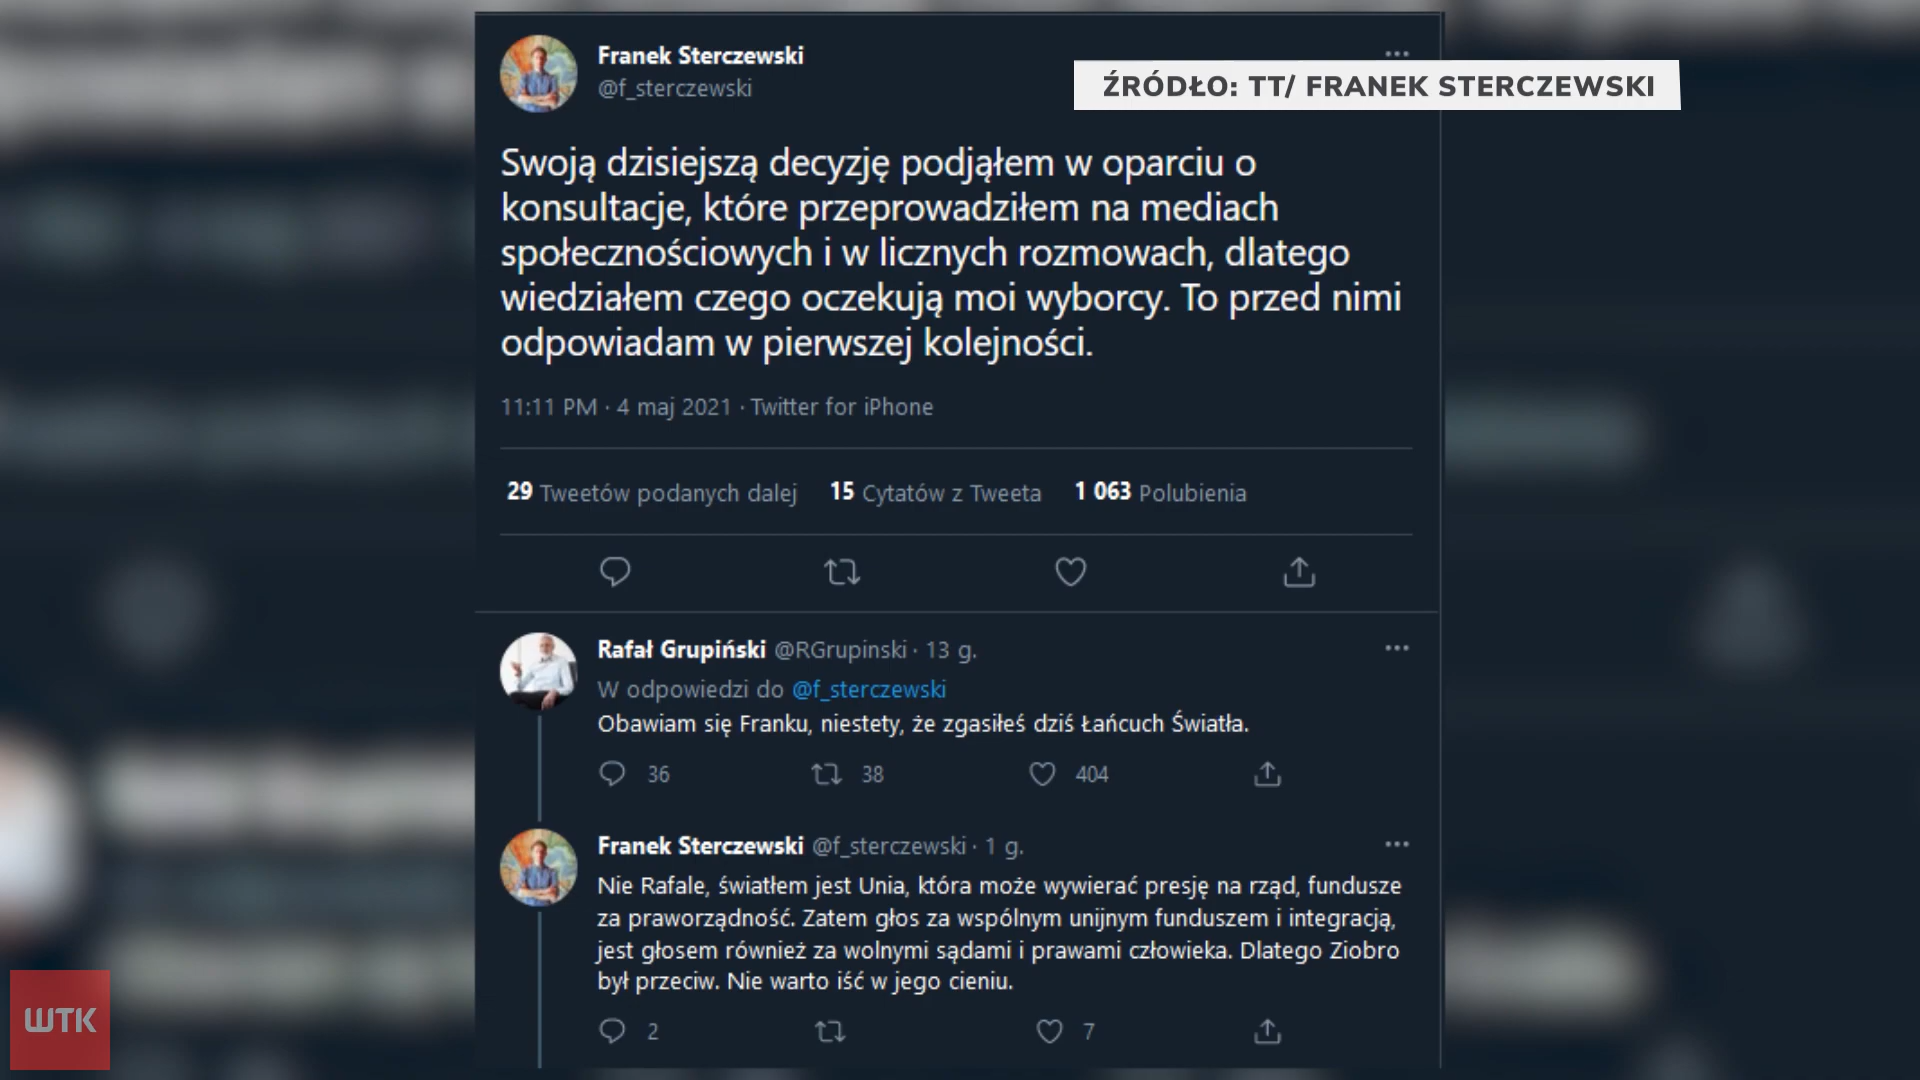 Franek Sterczewski
@f_sterczewski
ŹRÓDŁO: TT/ FRANEK STERCZEWSKI
Swoją dzisiejszą decyzję podjąłem w oparciu o
konsultacje, które przeprowadziłem na mediach
społecznościowych i w licznych rozmowach, dlatego
wiedziałem czego oczekują moi wyborcy. To przed nimi
odpowiadam w pierwszej kolejności.
11:11 PM · 4 maj 2021 · Twitter for iPhone
29 Tweetów podanych dalej 15 Cytatów z Tweeta 1 063 Polubienia
Rafał Grupiński @RGrupinski · 13 g.
W odpowiedzi do @f_sterczewski
Obawiam się Franku, niestety, że zgasiłeś dziś Łańcuch Światła.
36 38 404
Franek Sterczewski @f_sterczewski · 1 g.
Nie Rafale, światłem jest Unia, która może wywierać presję na rząd, fundusze
za praworządność. Zatem głos za wspólnym unijnym funduszem i integracją,
jest głosem również za wolnymi sądami i prawami człowieka. Dlatego Ziobro
był przeciw. Nie warto iść w jego cieniu.
2 7
WTK